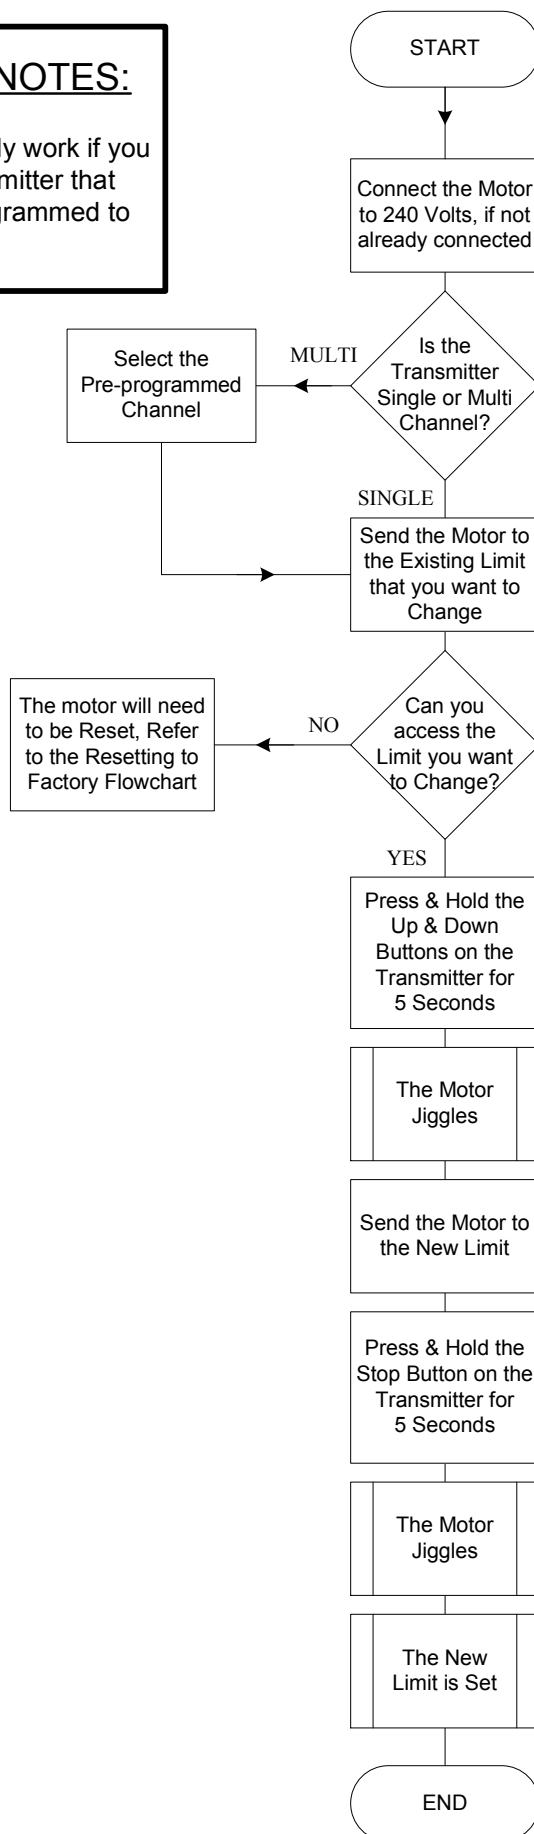 NOTES:
ly work if you
mitter that
grammed to
START
Connect the Motor
to 240 Volts, if not
already connected
Is the
Transmitter
Single or Multi
Channel?
MULTI
Select the
Pre-programmed
Channel
SINGLE
Send the Motor to
the Existing Limit
that you want to
Change
Can you
access the
Limit you want
to Change?
NO
The motor will need
to be Reset, Refer
to the Resetting to
Factory Flowchart
YES
Press & Hold the
Up & Down
Buttons on the
Transmitter for
5 Seconds
The Motor
Jiggles
Send the Motor to
the New Limit
Press & Hold the
Stop Button on the
Transmitter for
5 Seconds
The Motor
Jiggles
The New
Limit is Set
END